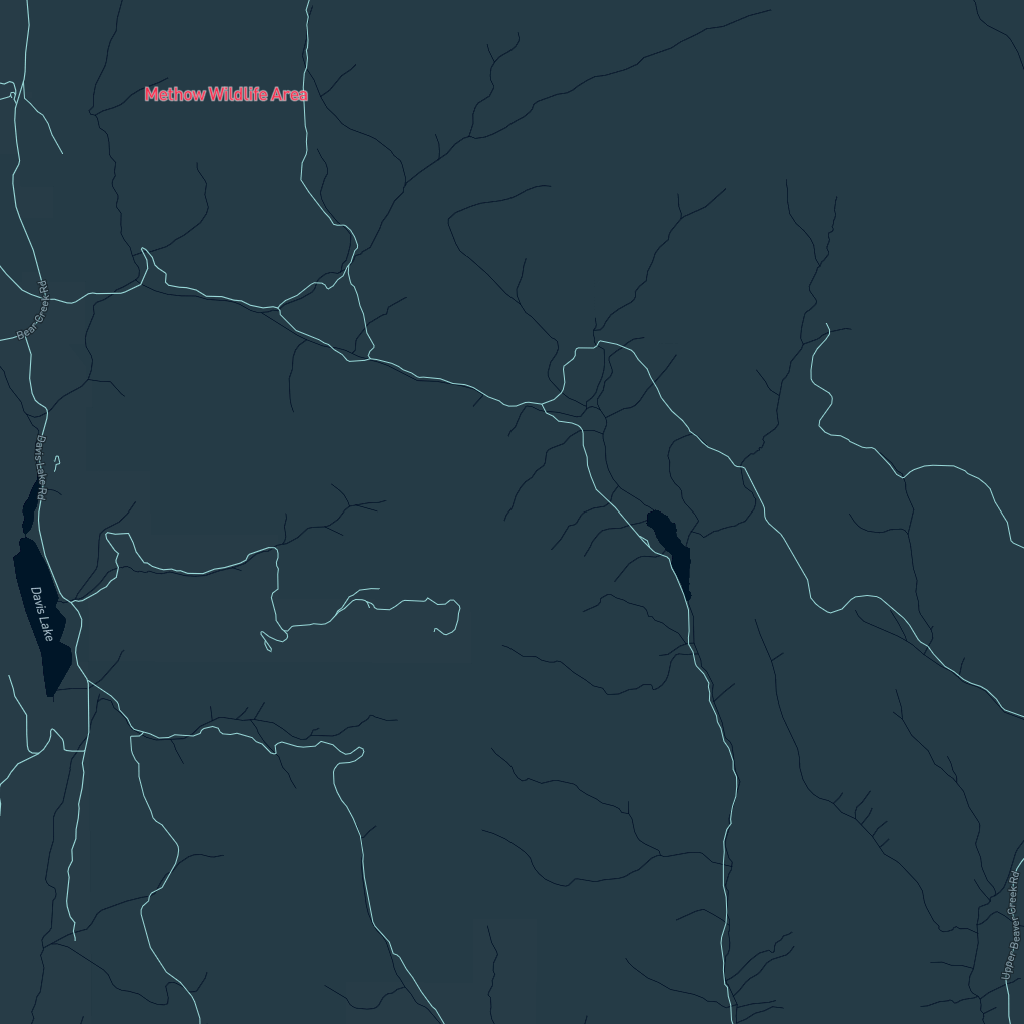 Methow Wildlife Area
Bear Creek Rd
Davis Lake Rd
Davis Lake
Upper Beaver Creek Rd